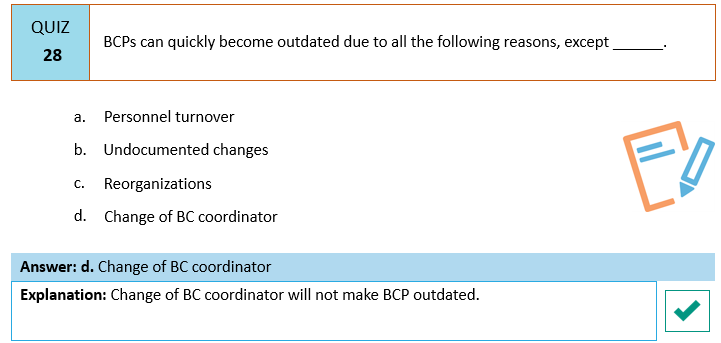 QUIZ
28
BCPs can quickly become outdated due to all the following reasons, except ______.
a. Personnel turnover
b. Undocumented changes
c. Reorganizations
d. Change of BC coordinator
Answer: d. Change of BC coordinator
Explanation: Change of BC coordinator will not make BCP outdated.